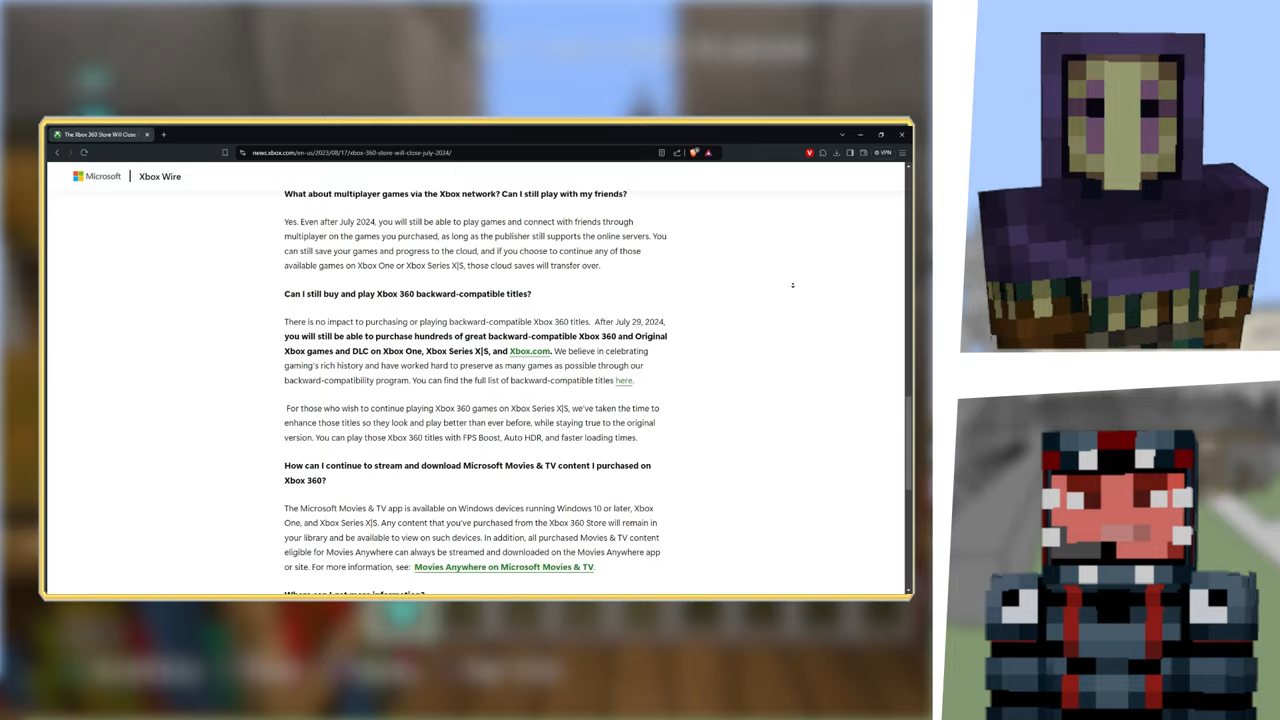 The Xbox 360 Store Will Close
news.xbox.com/en-us/2023/08/17/xbox-360-store-will-close-july-2024/
VPN
Microsoft | Xbox Wire
What about multiplayer games via the Xbox network? Can I still play with my friends?
Yes. Even after July 2024, you will still be able to play games and connect with friends through
multiplayer on the games you purchased, as long as the publisher still supports the online servers. You
can still save your games and progress to the cloud, and if you choose to continue any of those
available games on Xbox One or Xbox Series X|S, those cloud saves will transfer over.
Can I still buy and play Xbox 360 backward-compatible titles?
There is no impact to purchasing or playing backward-compatible Xbox 360 titles. After July 29, 2024,
you will still be able to purchase hundreds of great backward-compatible Xbox 360 and Original
Xbox games and DLC on Xbox One, Xbox Series X|S, and Xbox.com. We believe in celebrating
gaming's rich history and have worked hard to preserve as many games as possible through our
backward-compatibility program. You can find the full list of backward-compatible titles here.
For those who wish to continue playing Xbox 360 games on Xbox Series X|S, we've taken the time to
enhance those titles so they look and play better than ever before, while staying true to the original
version. You can play those Xbox 360 titles with FPS Boost, Auto HDR, and faster loading times.
How can I continue to stream and download Microsoft Movies & TV content I purchased on
Xbox 360?
The Microsoft Movies & TV app is available on Windows devices running Windows 10 or later, Xbox
One, and Xbox Series X|S. Any content that you've purchased from the Xbox 360 Store will remain in
your library and be available to view on such devices. In addition, all purchased Movies & TV content
eligible for Movies Anywhere can always be streamed and downloaded on the Movies Anywhere app
or site. For more information, see: Movies Anywhere on Microsoft Movies & TV.
Where can I get more information?